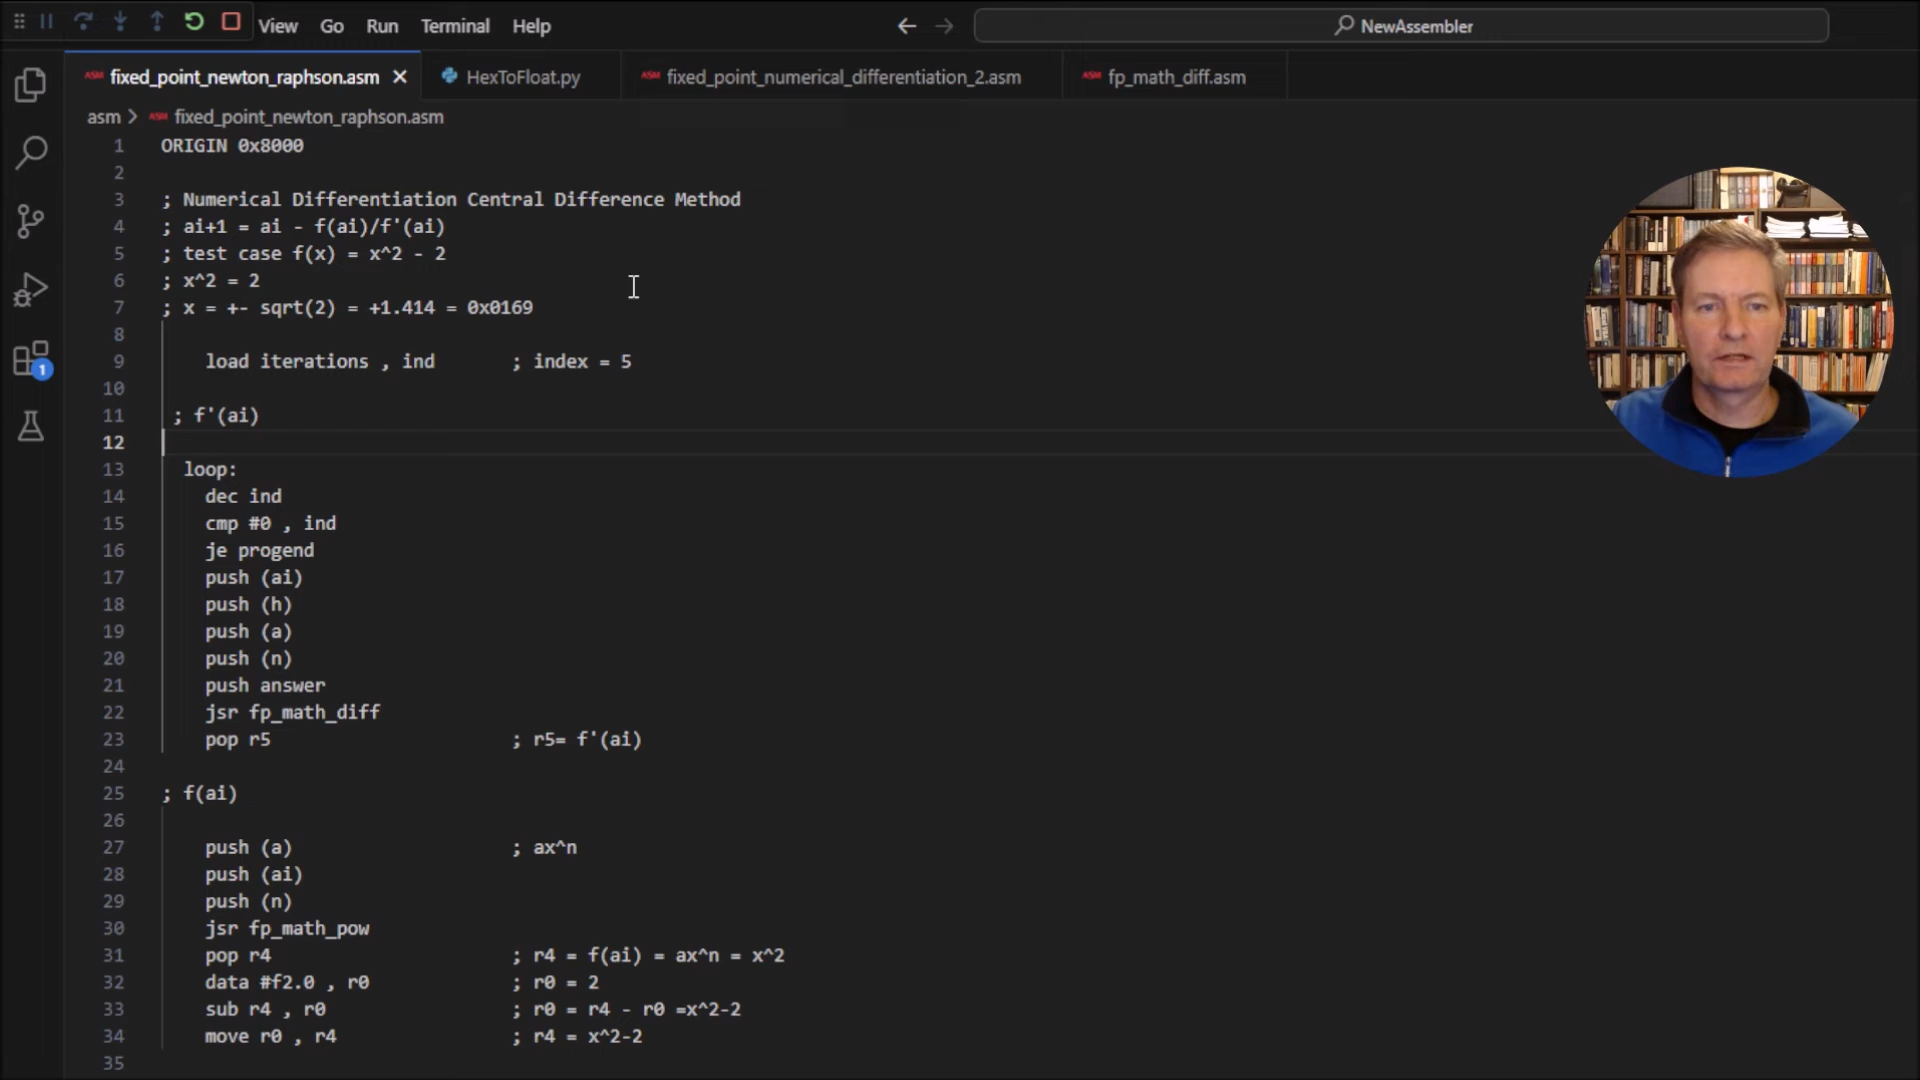 View Go Run Terminal Help NewAssembler
ASM fixed_point_newton_raphson.asm HexToFloat.py ASM fixed_point_numerical_differentiation_2.asm ASM fp_math_diff.asm
asm > ASM fixed_point_newton_raphson.asm
1 ORIGIN 0x8000
2
3 ; Numerical Differentiation Central Difference Method
4 ; ai+1 = ai - f(ai)/f'(ai)
5 ; test case f(x) = x^2 - 2
6 ; x^2 = 2
7 ; x = +- sqrt(2) = +1.414 = 0x0169
8
9 load iterations , ind ; index = 5
10
11 ; f'(ai)
12
13 loop:
14 dec ind
15 cmp #0 , ind
16 je progend
17 push (ai)
18 push (h)
19 push (a)
20 push (n)
21 push answer
22 jsr fp_math_diff
23 pop r5 ; r5= f'(ai)
24
25 ; f(ai)
26
27 push (a) ; ax^n
28 push (ai)
29 push (n)
30 jsr fp_math_pow
31 pop r4 ; r4 = f(ai) = ax^n = x^2
32 data #f2.0 , r0 ; r0 = 2
33 sub r4 , r0 ; r0 = r4 - r0 =x^2-2
34 move r0 , r4 ; r4 = x^2-2
35
1